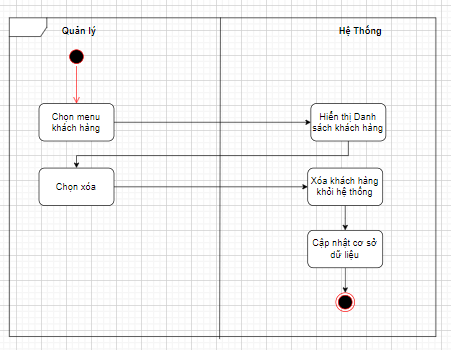 Quản lý
Hệ Thống
Chọn menu
khách hàng
Hiển thị Danh
sách khách hàng
Chọn xóa
Xóa khách hàng
khỏi hệ thống
Cập nhật cơ sở
dữ liệu